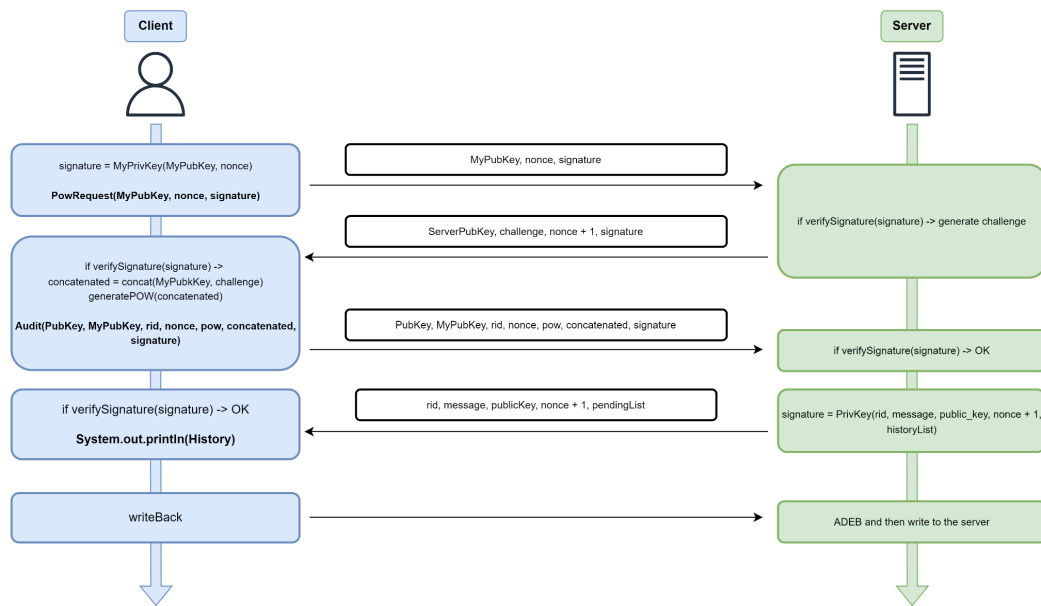 Client
Server
signature = MyPrivKey(MyPubKey, nonce)
PowRequest(MyPubKey, nonce, signature)
MyPubKey, nonce, signature
if verifySignature(signature) -> generate challenge
ServerPubKey, challenge, nonce + 1, signature
if verifySignature(signature) ->
concatenated = concat(MyPubkKey, challenge)
generatePOW(concatenated)
Audit(PubKey, MyPubKey, rid, nonce, pow, concatenated,
signature)
PubKey, MyPubKey, rid, nonce, pow, concatenated, signature
if verifySignature(signature) -> OK
if verifySignature(signature) -> OK
System.out.println(History)
rid, message, publicKey, nonce + 1, pendingList
signature = PrivKey(rid, message, public_key, nonce + 1,
historyList)
writeBack
ADEB and then write to the server